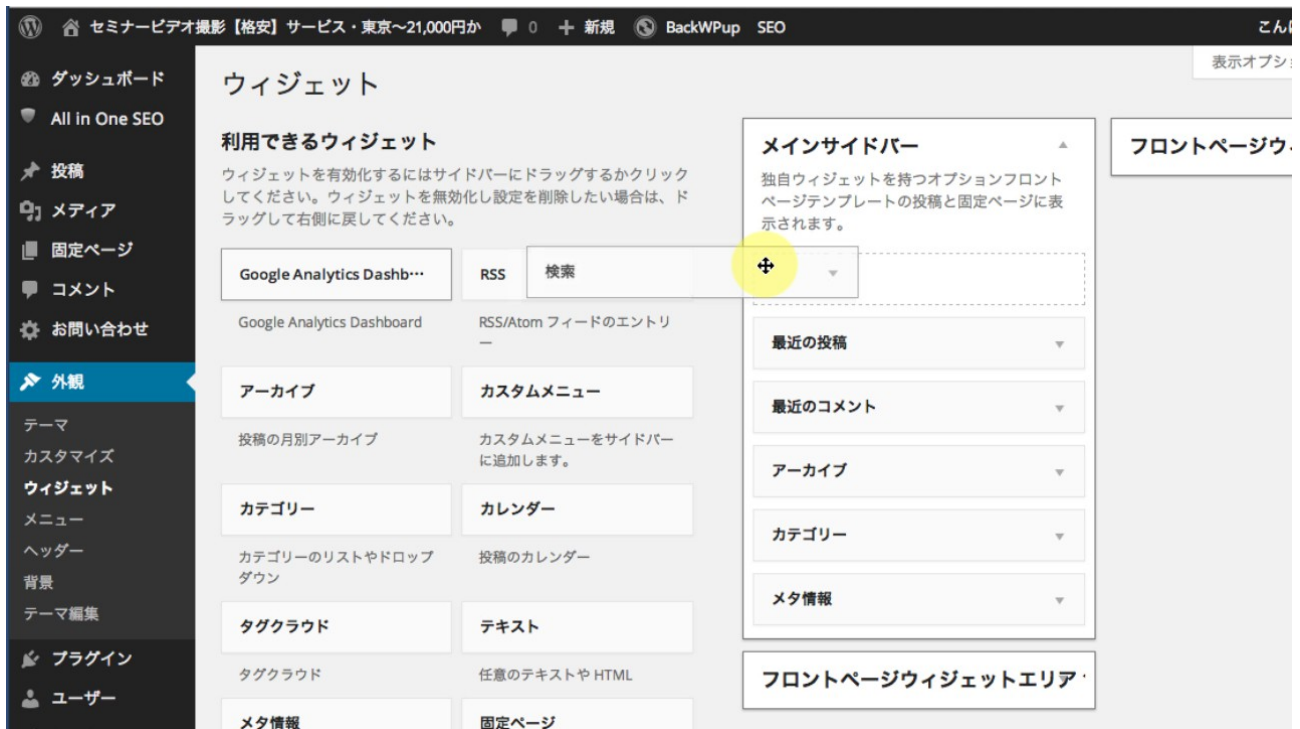 セミナービデオ撮影【格安】サービス・東京〜21,000円か 0 新規 BackWPup SEO こんに
ダッシュボード
All in One SEO
投稿
メディア
固定ページ
コメント
お問い合わせ
外観
テーマ
カスタマイズ
ウィジェット
メニュー
ヘッダー
背景
テーマ編集
プラグイン
ユーザー
表示オプショ
ウィジェット
利用できるウィジェット
ウィジェットを有効化するにはサイドバーにドラッグするかクリック
してください。ウィジェットを無効化し設定を削除したい場合は、ド
ラッグして右側に戻してください。
Google Analytics Dashb…
RSS
検索
Google Analytics Dashboard
RSS/Atom フィードのエントリ
ー
アーカイブ
カスタムメニュー
投稿の月別アーカイブ
カスタムメニューをサイドバー
に追加します。
カテゴリー
カレンダー
カテゴリーのリストやドロップ
ダウン
投稿のカレンダー
タグクラウド
テキスト
タグクラウド
任意のテキストや HTML
メタ情報
固定ページ
メインサイドバー
独自ウィジェットを持つオプションフロント
ページテンプレートの投稿と固定ページに表
示されます。
最近の投稿
最近のコメント
アーカイブ
カテゴリー
メタ情報
フロントページウィジェットエリア
フロントページウィ